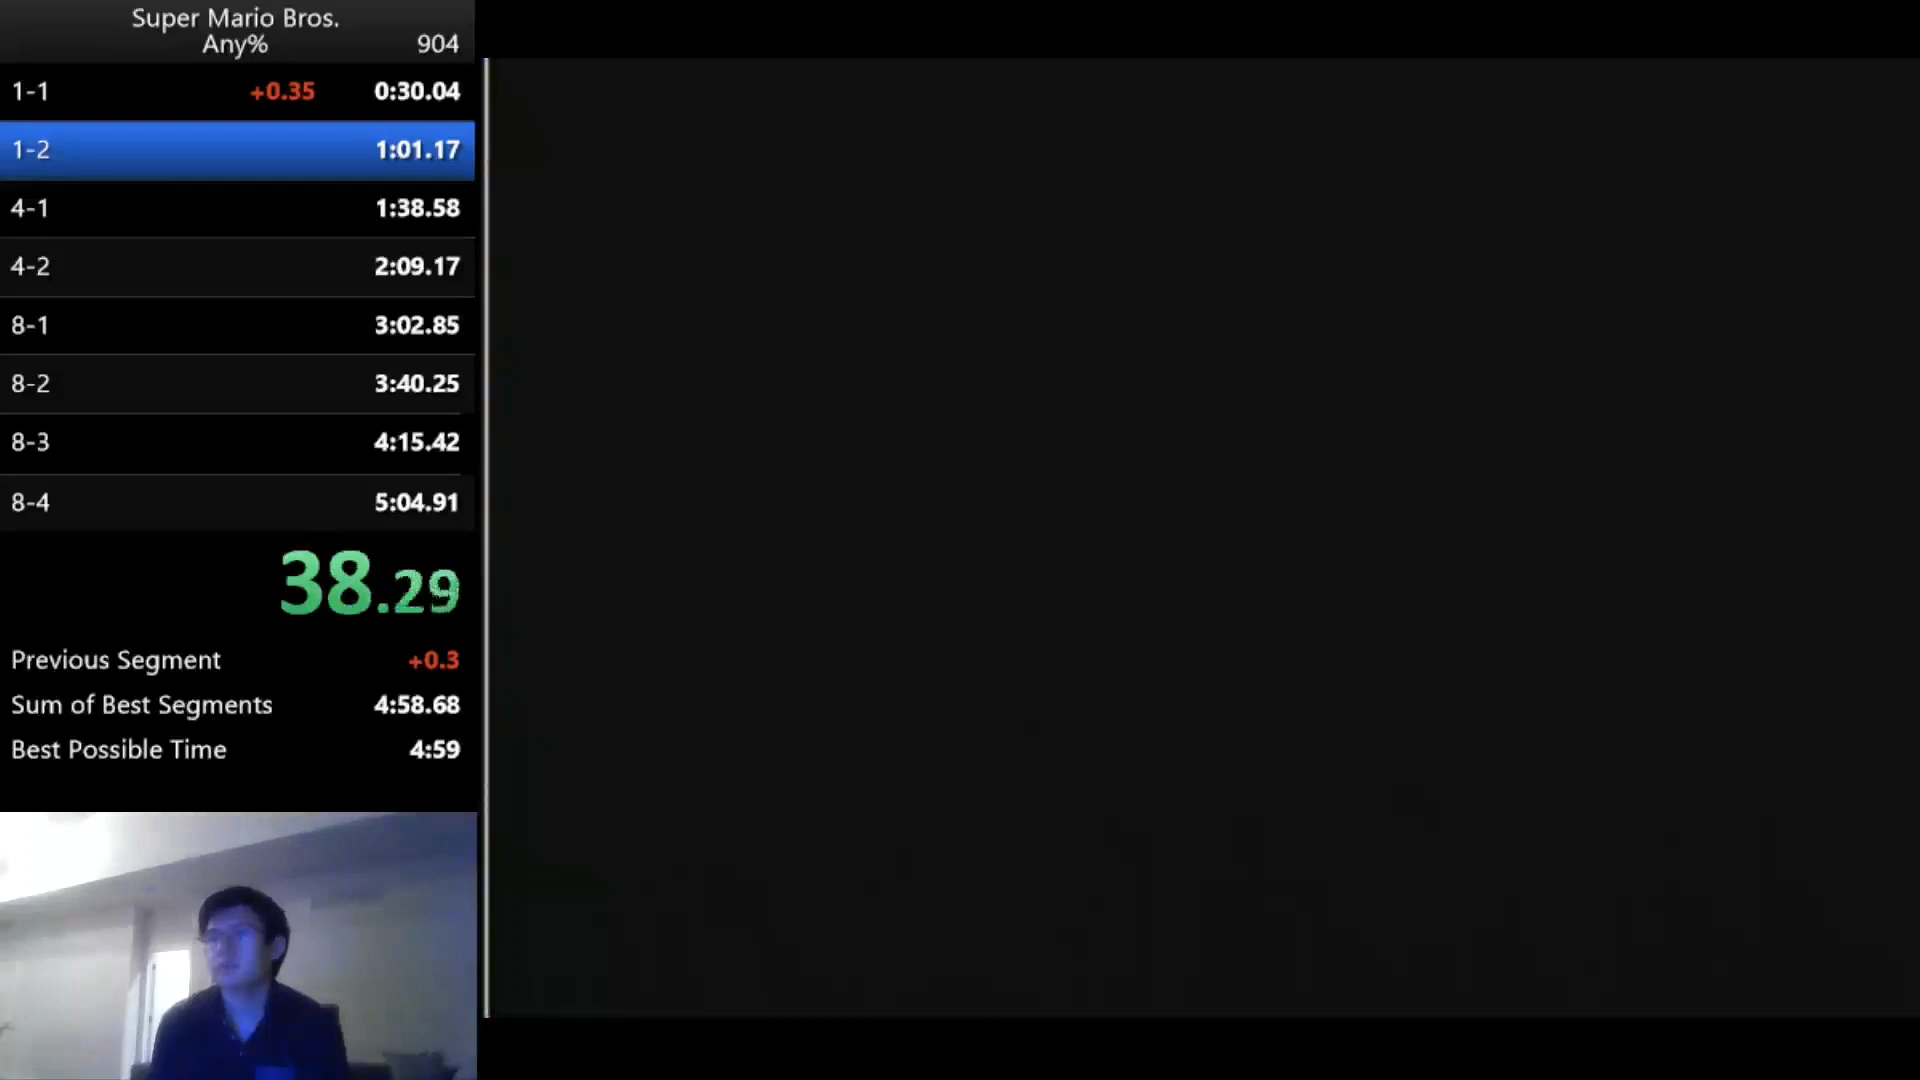 Super Mario Bros.
Any% 904
1-1 +0.35 0:30.04
1-2 1:01.17
4-1 1:38.58
4-2 2:09.17
8-1 3:02.85
8-2 3:40.25
8-3 4:15.42
8-4 5:04.91
38.29
Previous Segment +0.3
Sum of Best Segments 4:58.68
Best Possible Time 4:59